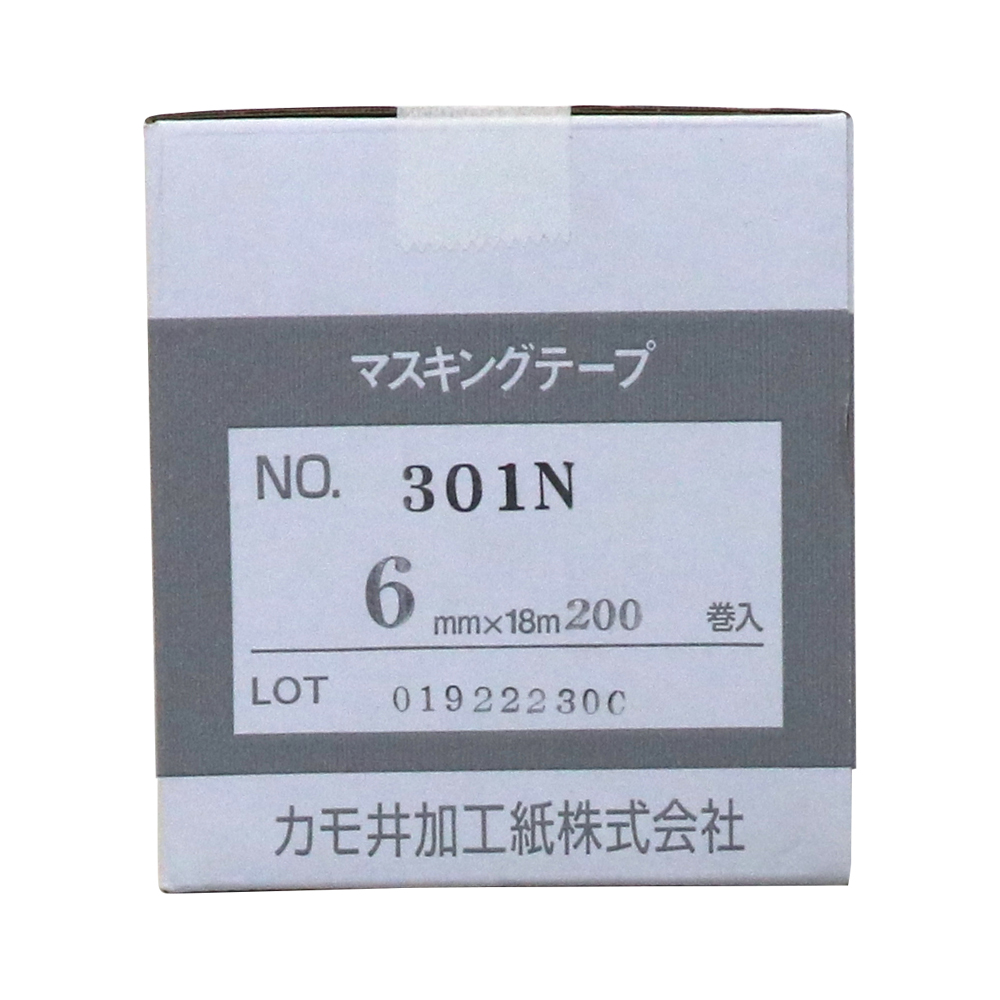 マスキングテープ
NO. 301N
6 mm×18m 200 巻入
LOT 01922230C
カモ井加工紙株式会社